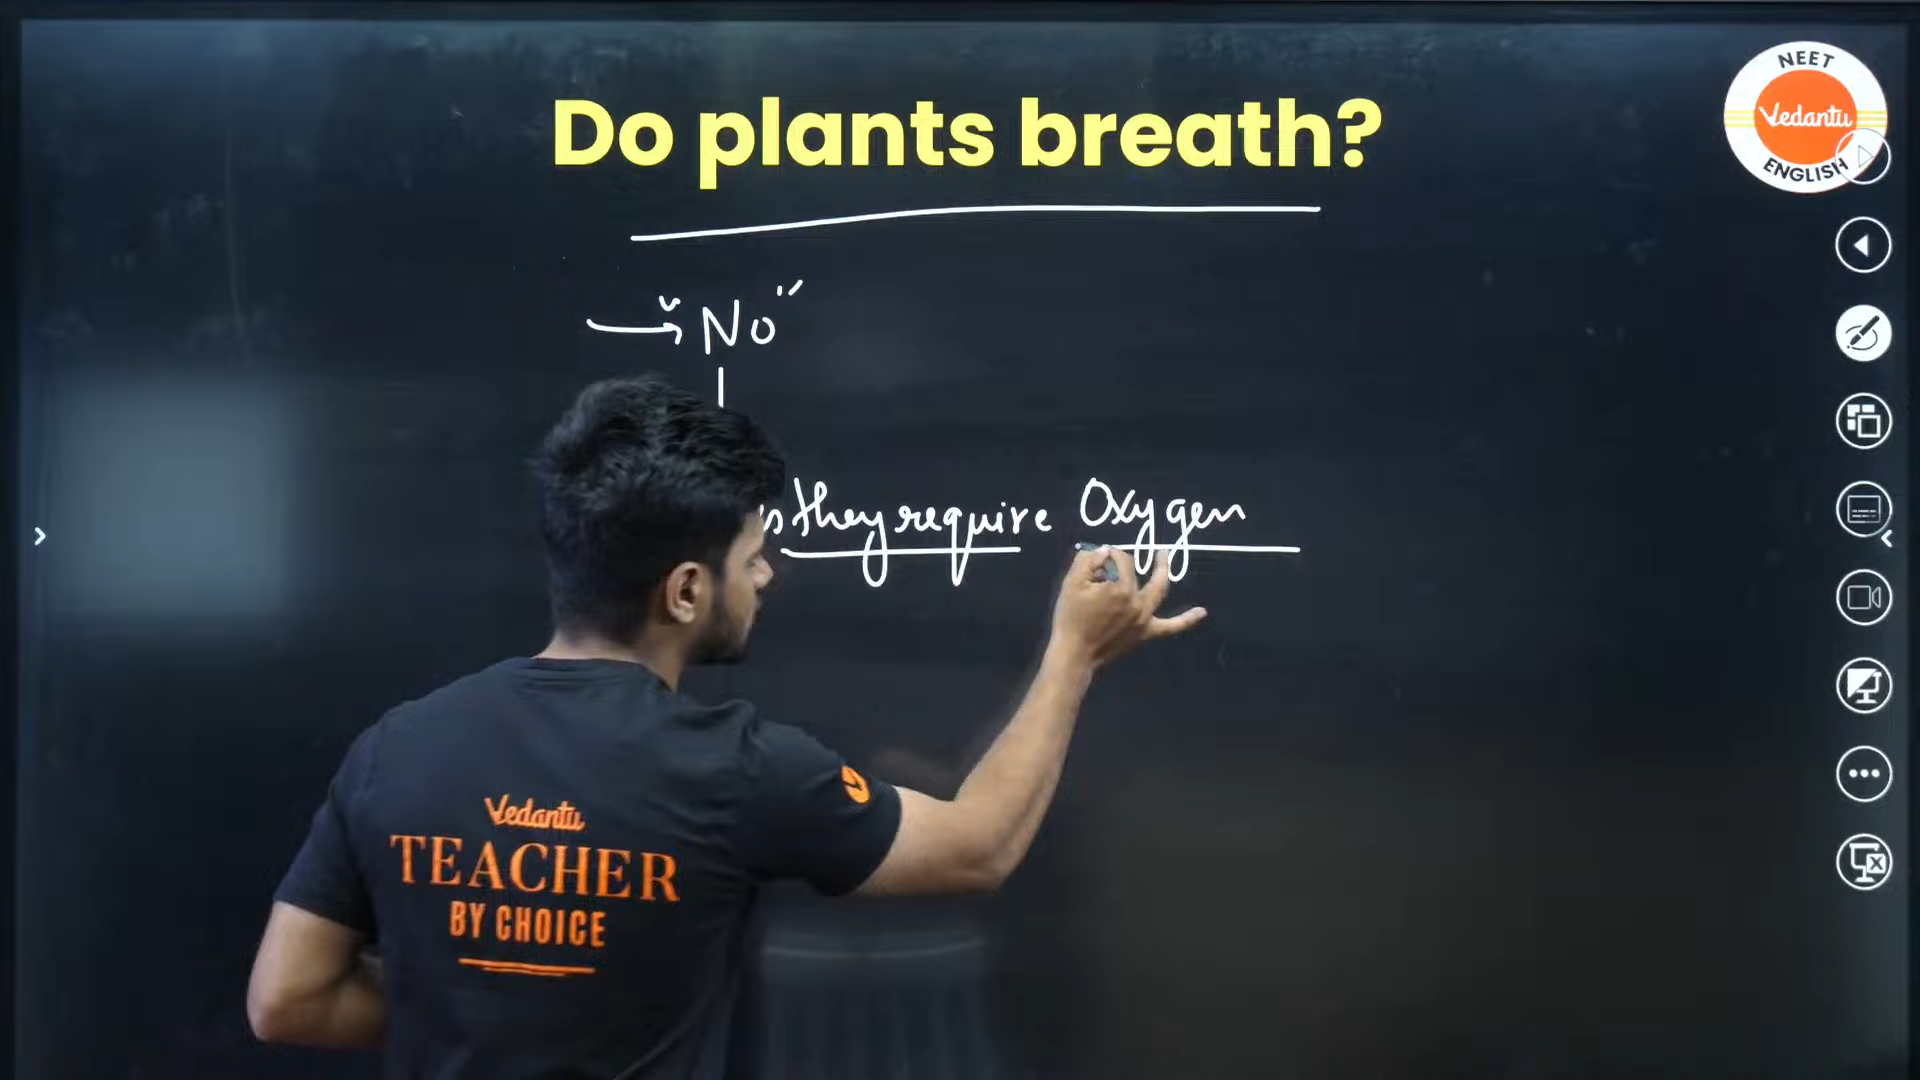 Do plants breath?
NEET
Vedantu
ENGLISH
"No"
they require Oxygen
Vedantu
TEACHER
BY CHOICE